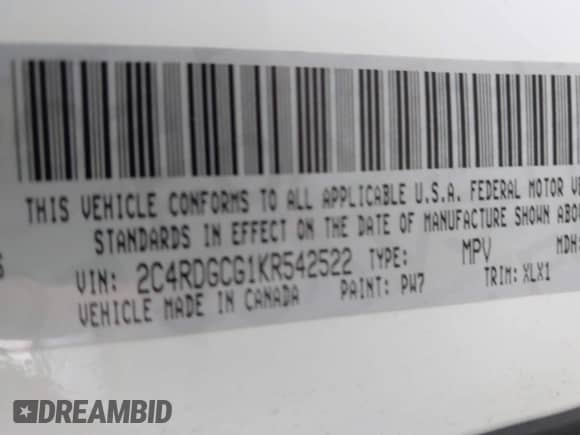 THIS VEHICLE CONFORMS TO ALL APPLICABLE U.S.A. FEDERAL MOTOR
STANDARDS IN EFFECT ON THE DATE OF MANUFACTURE SHOWN ABO
VIN: 2C4RDGCG1KR542522 TYPE: MPV MDH:
VEHICLE MADE IN CANADA PAINT: PW7 TRIM: XLX1
DREAMBID